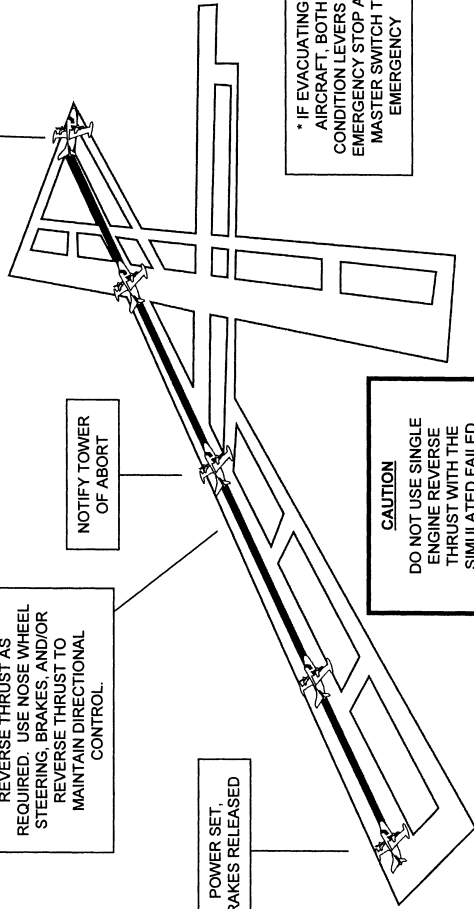 POWER SET,
RAKES RELEASED
REVERSE THRUST AS
REQUIRED. USE NOSE WHEEL
STEERING, BRAKES, AND/OR
REVERSE THRUST TO
MAINTAIN DIRECTIONAL
CONTROL.
NOTIFY TOWER
OF ABORT
CAUTION
DO NOT USE SINGLE
ENGINE REVERSE
THRUST WITH THE
SIMULATED FAILED
* IF EVACUATING
AIRCRAFT, BOTH
CONDITION LEVERS
EMERGENCY STOP A
MASTER SWITCH T
EMERGENCY